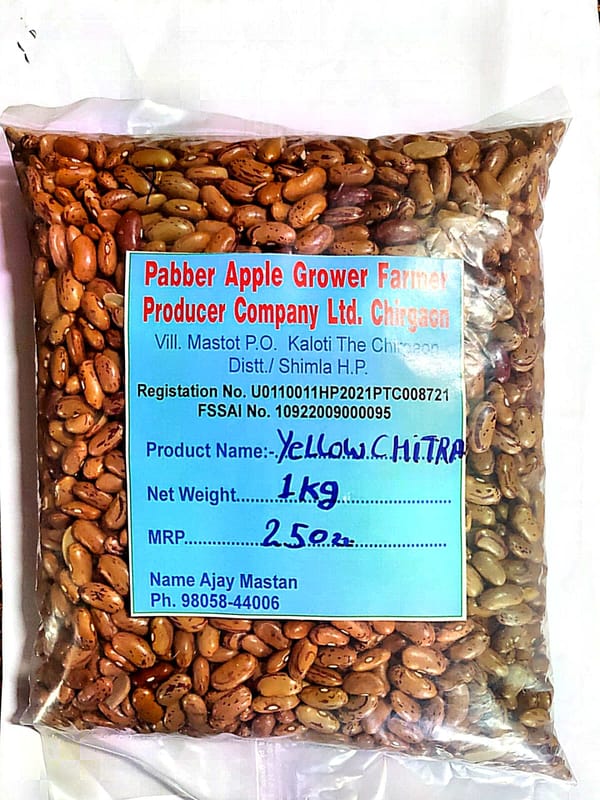 Pabber Apple Grower Farmer
Producer Company Ltd. Chirgaon
Vill. Mastot P.O. Kaloti The Chirgaon
Distt./ Shimla H.P.
Registation No. U0110011HP2021PTC008721
FSSAI No. 10922009000095
Product Name:-.YeLLOW CHiTRA
Net Weight........1kg........................
MRP..............250.........................
Name Ajay Mastan
Ph. 98058-44006